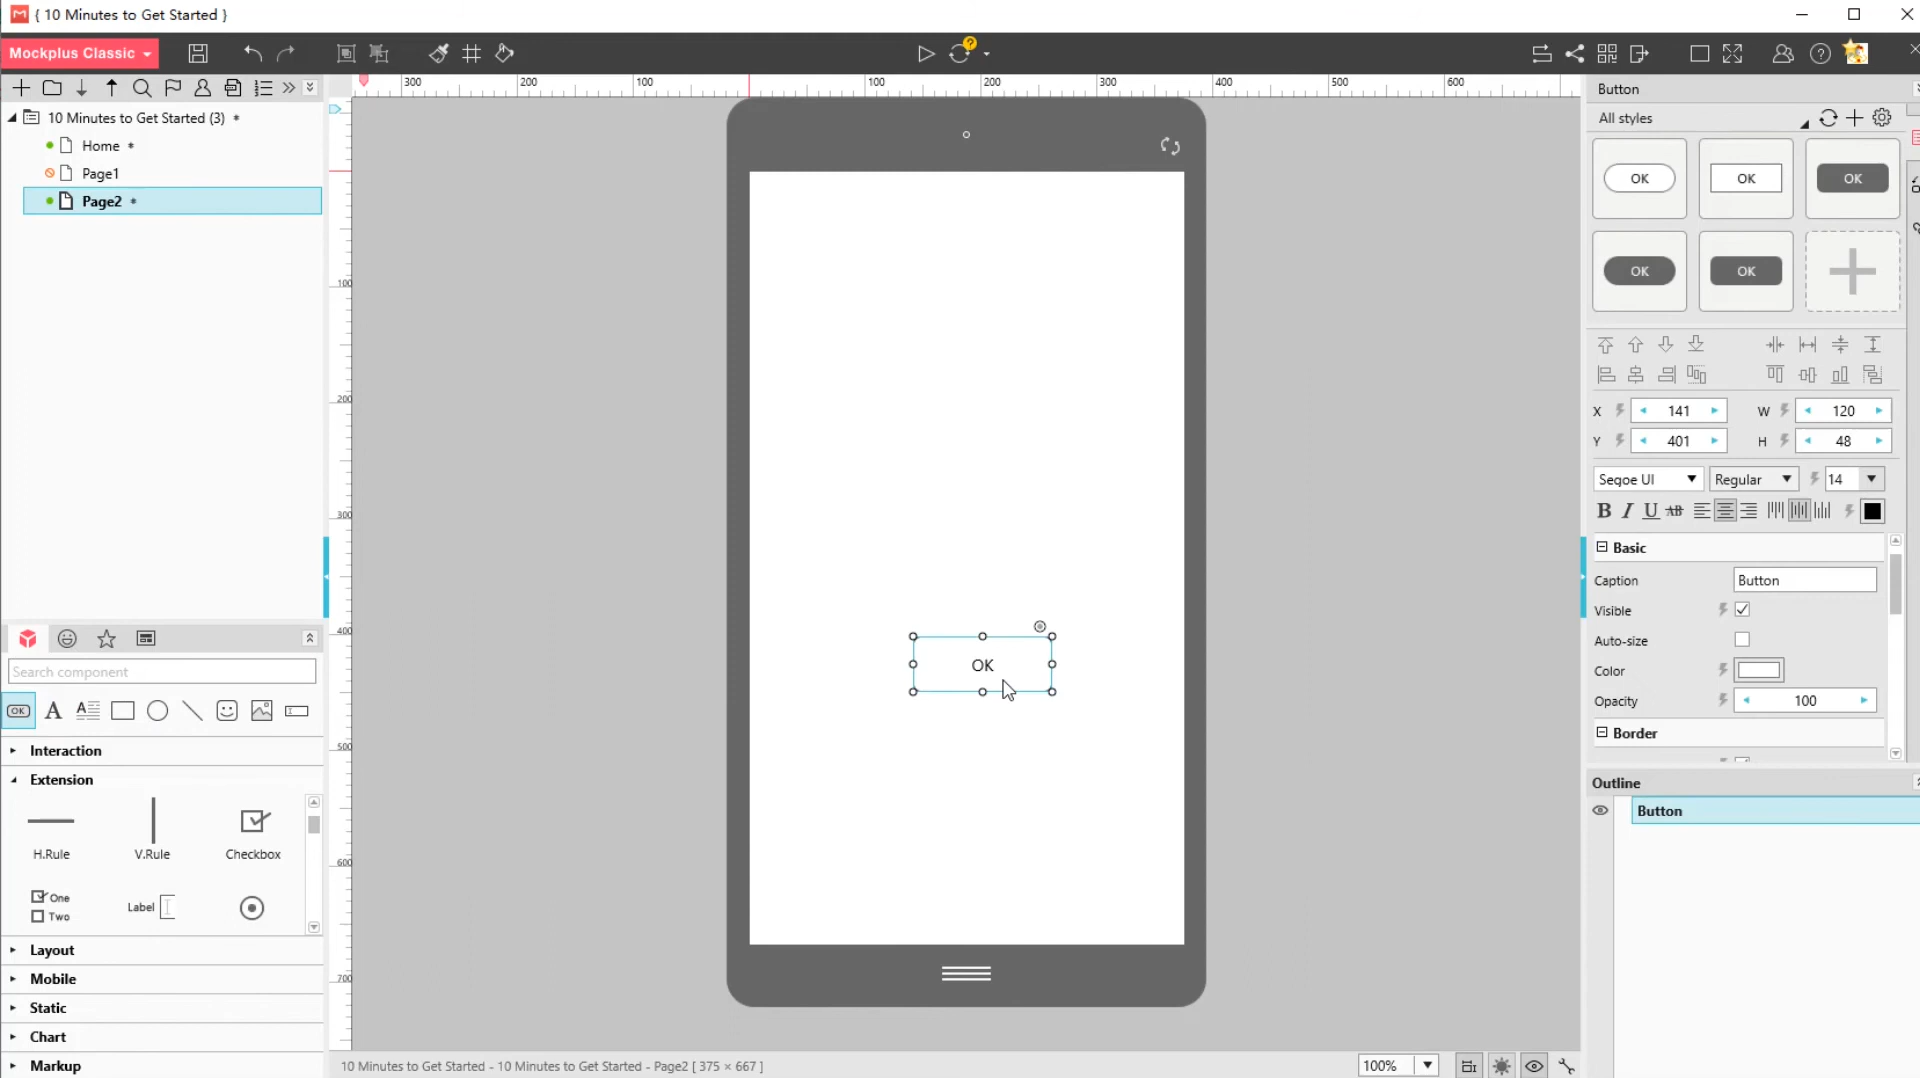 { 10 Minutes to Get Started }
Mockplus Classic
300 200 100 100 200 300 400 500 600
Button
10 Minutes to Get Started (3) *
All styles
Home *
Page1
Page2 *
OK OK OK
OK OK
100
200
300
400
500
600
700
X 141 W 120
Y 401 H 48
Segoe UI Regular 14
B I U AB
Basic
Caption Button
Visible
Auto-size
Color
Opacity 100
Border
OK
Search component
OK A A
Interaction
Extension
H.Rule V.Rule Checkbox
One
Two
Label
Layout
Mobile
Static
Chart
Markup
Outline
Button
10 Minutes to Get Started - 10 Minutes to Get Started - Page2 [ 375 × 667 ]
100%